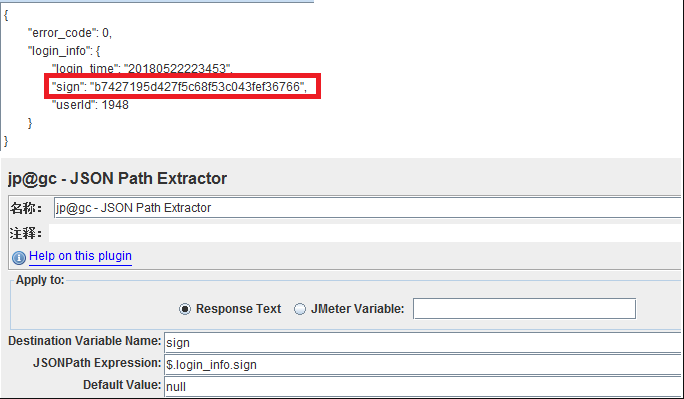 {
"error_code": 0,
"login_info": {
"login_time": "20180522223453",
"sign": "b7427195d427f5c68f53c043fef36766",
"userId": 1948
}
}
jp@gc - JSON Path Extractor
名称： jp@gc - JSON Path Extractor
注释：
Help on this plugin
Apply to:
Response Text JMeter Variable:
Destination Variable Name: sign
JSONPath Expression: $.login_info.sign
Default Value: null